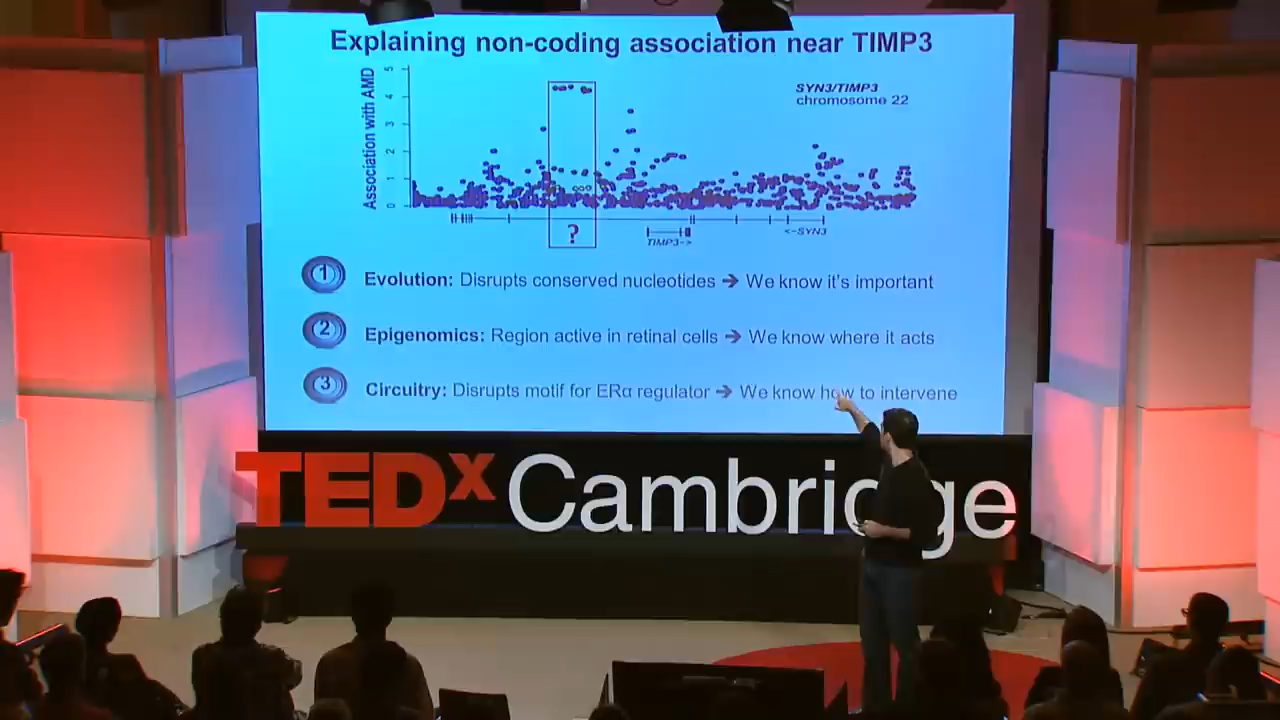 Explaining non-coding association near TIMP3
Association with AMD
5
4
3
2
1
0
SYN3/TIMP3
chromosome 22
?
TIMP3->
<-SYN3
1
Evolution: Disrupts conserved nucleotides → We know it's important
2
Epigenomics: Region active in retinal cells → We know where it acts
3
Circuitry: Disrupts motif for ERα regulator → We know how to intervene
TEDx Cambridge